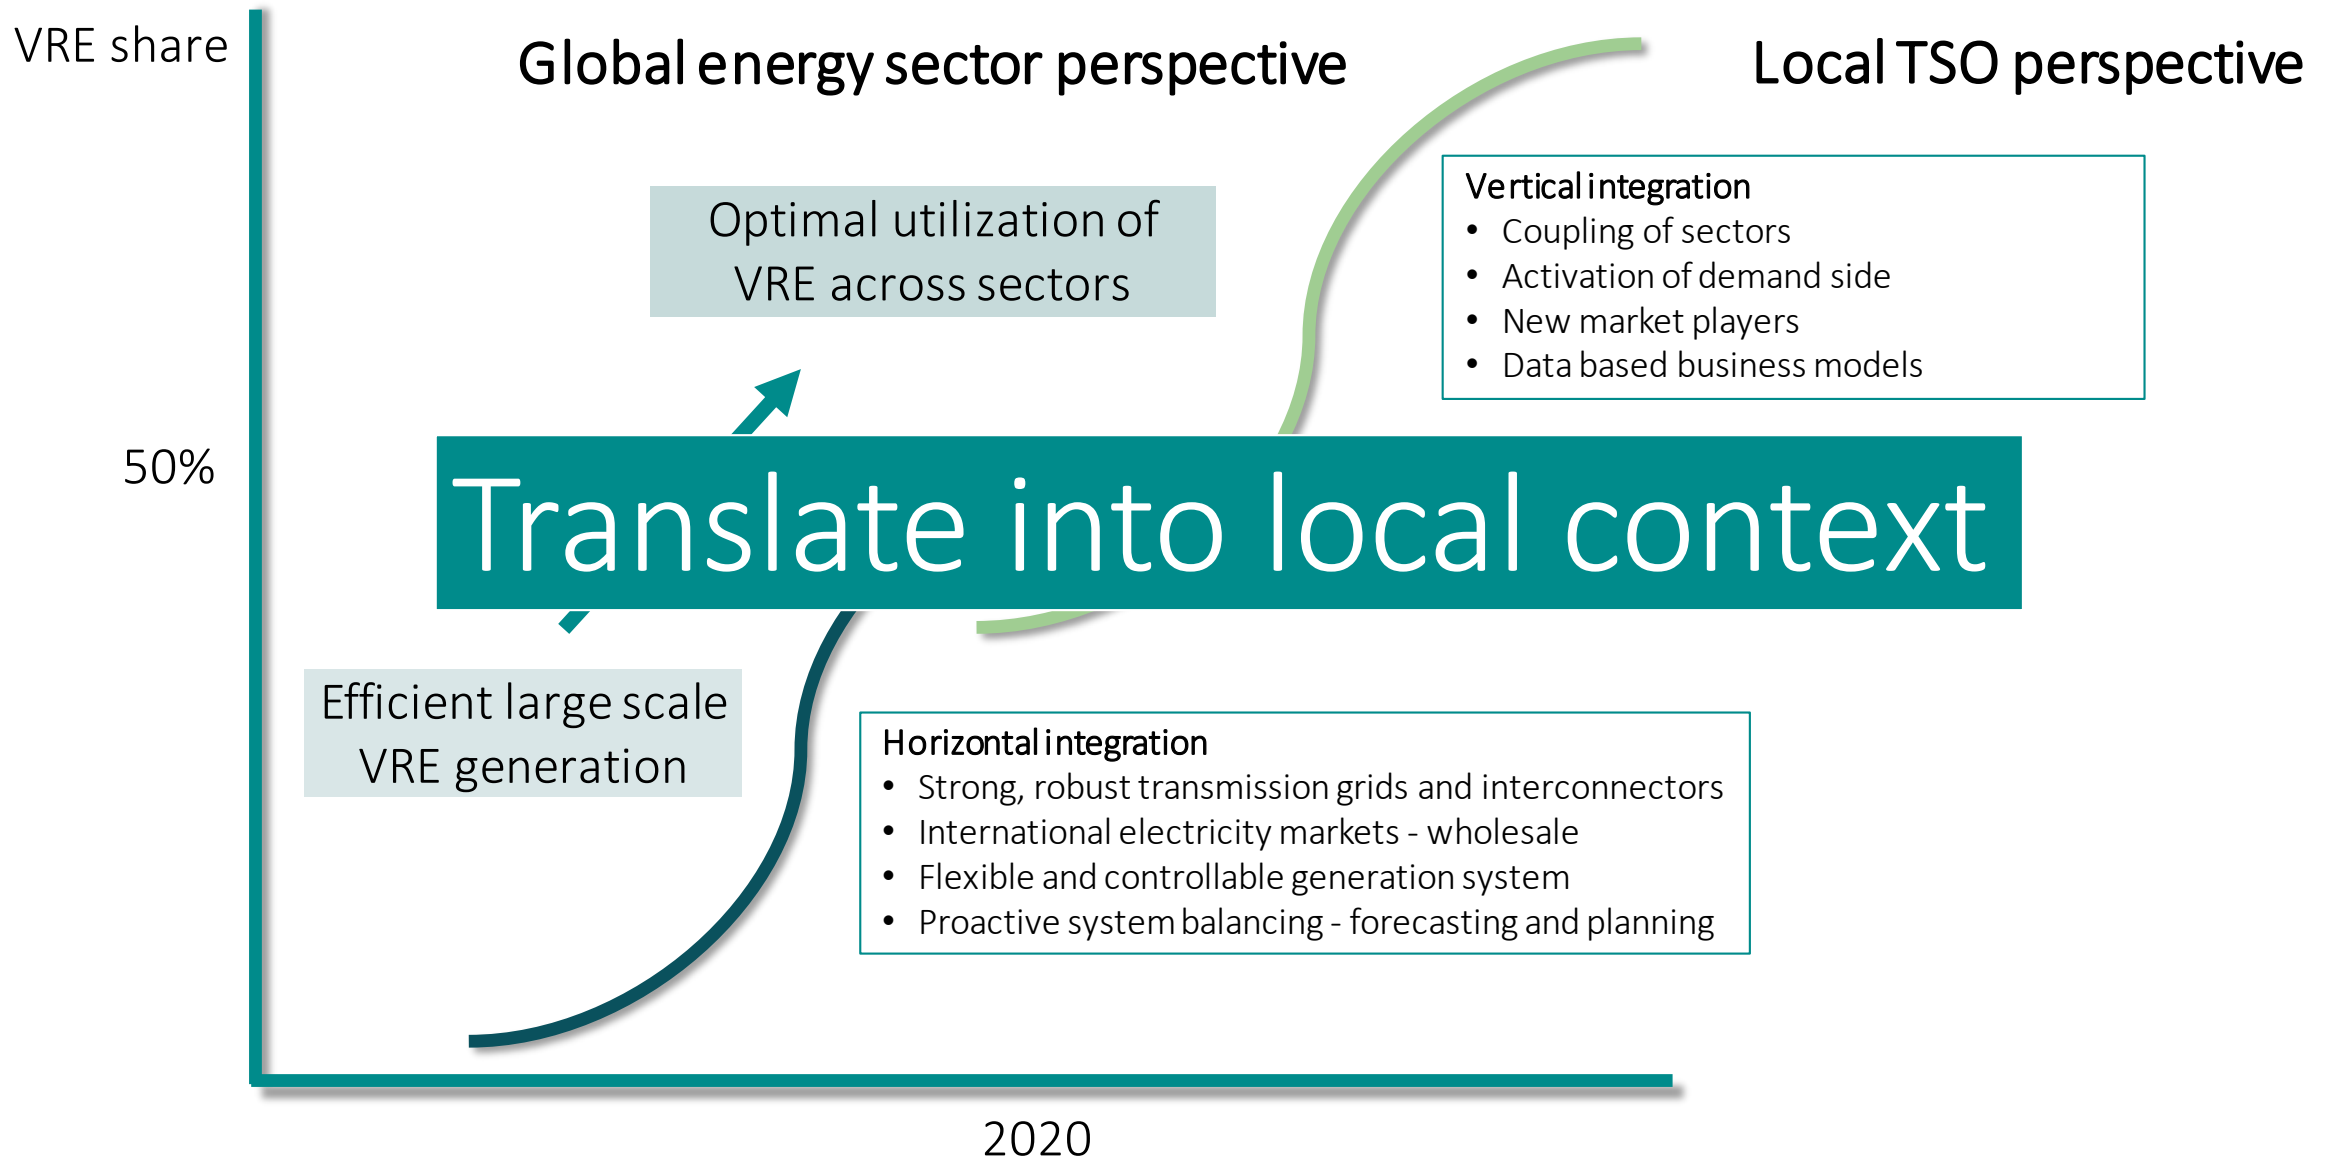 VRE share
Global energy sector perspective
Local TSO perspective
Optimal utilization of
VRE across sectors
Vertical integration
• Coupling of sectors
• Activation of demand side
• New market players
• Data based business models
50%
Translate into local context
Efficient large scale
VRE generation
Horizontal integration
• Strong, robust transmission grids and interconnectors
• International electricity markets - wholesale
• Flexible and controllable generation system
• Proactive system balancing - forecasting and planning
2020